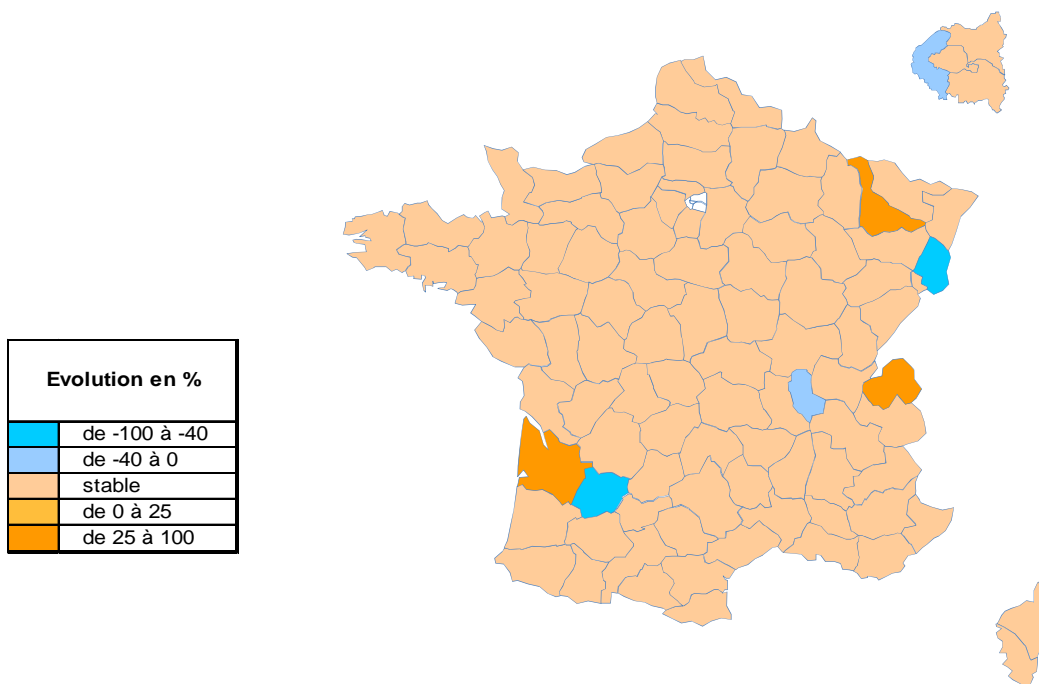 Evolution en %
de -100 à -40
de -40 à 0
stable
de 0 à 25
de 25 à 100